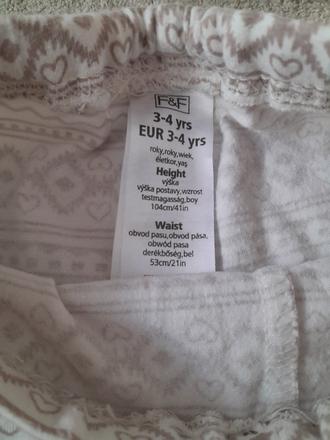 F&F
3-4 yrs
EUR 3-4 yrs
roky,roky,wiek,
életkor,yaş
Height
výška
výška postavy,wzrost
testmagasság,boy
104cm/41in
Waist
obvod pasu,obvod pása,
obwód pasa
derékbőség,bel
53cm/21in